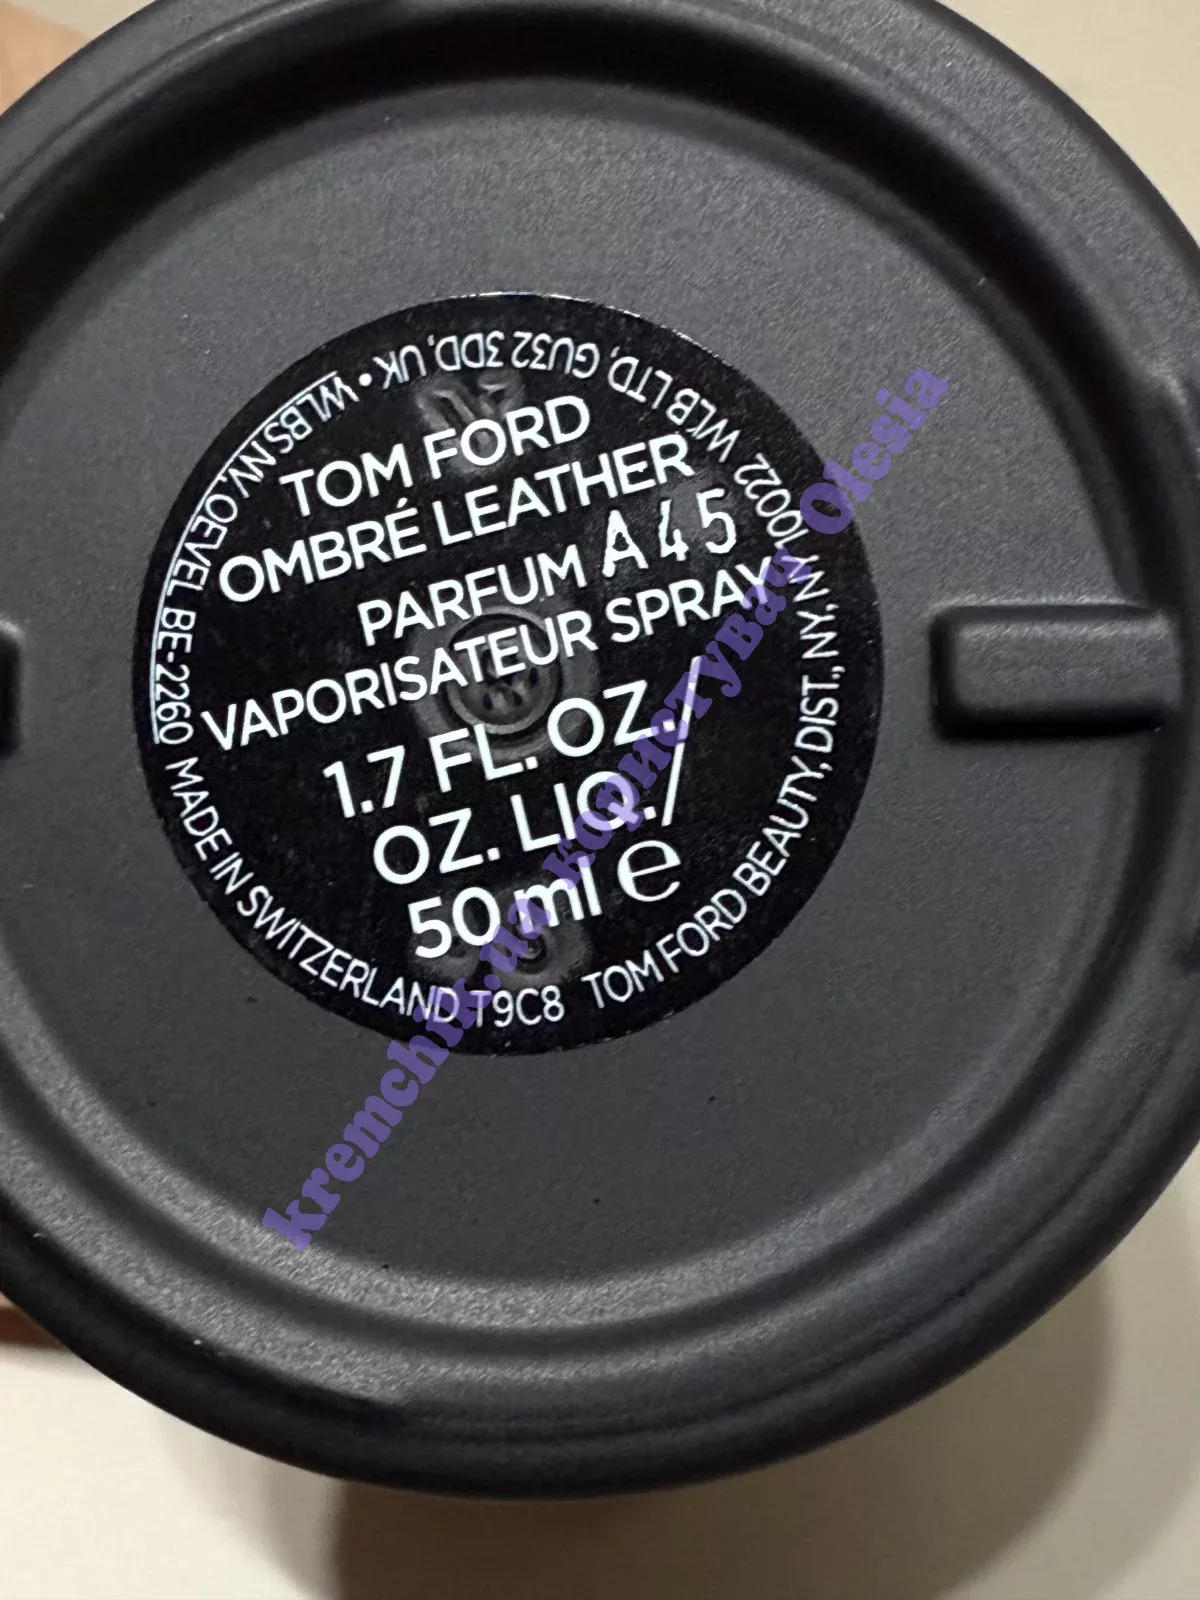 TOM FORD
OMBRÉ LEATHER
PARFUM A45
VAPORISATEUR SPRAY
1.7 FL. OZ./
OZ. LIQ./
50 ml ℮
WLBS NV, OEVEL BE-2260 MADE IN SWITZERLAND T9C8 TOM FORD BEAUTY, DIST., NY, NY 10022 WLB LTD, GU32 3DD, UK •
kremchik.ua користувач Olesia